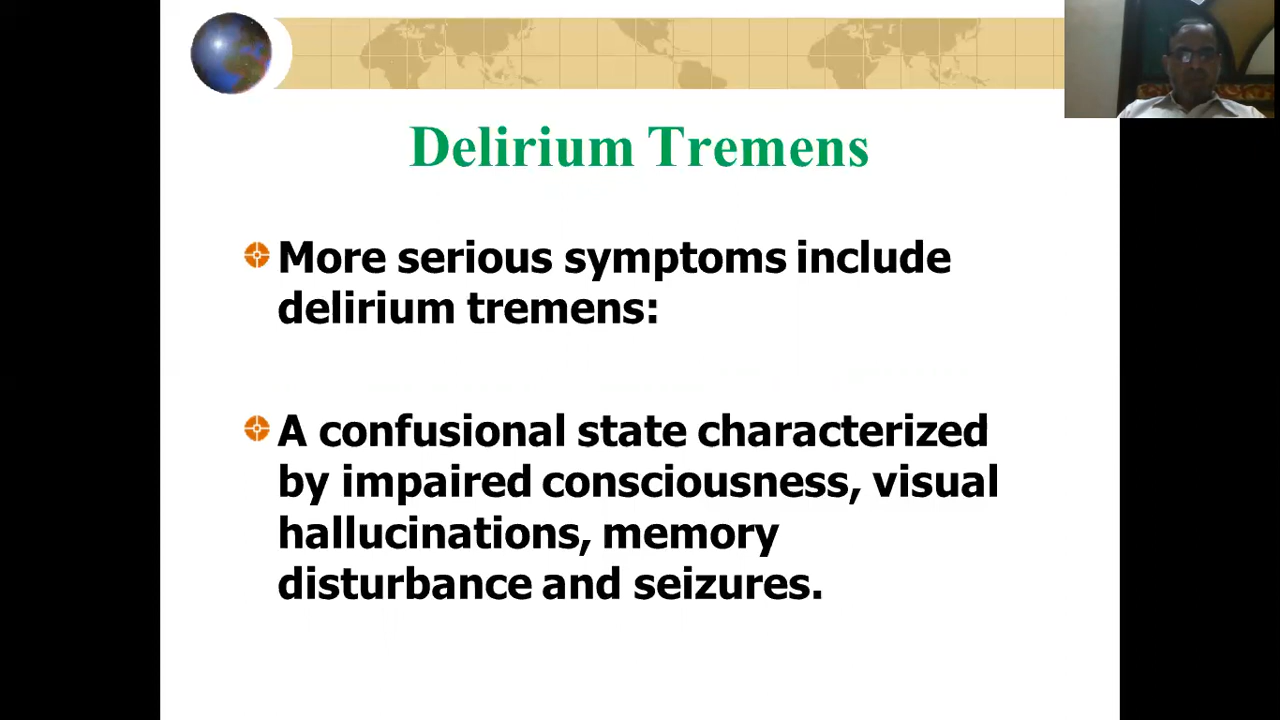 Delirium Tremens
More serious symptoms include
delirium tremens:
A confusional state characterized
by impaired consciousness, visual
hallucinations, memory
disturbance and seizures.